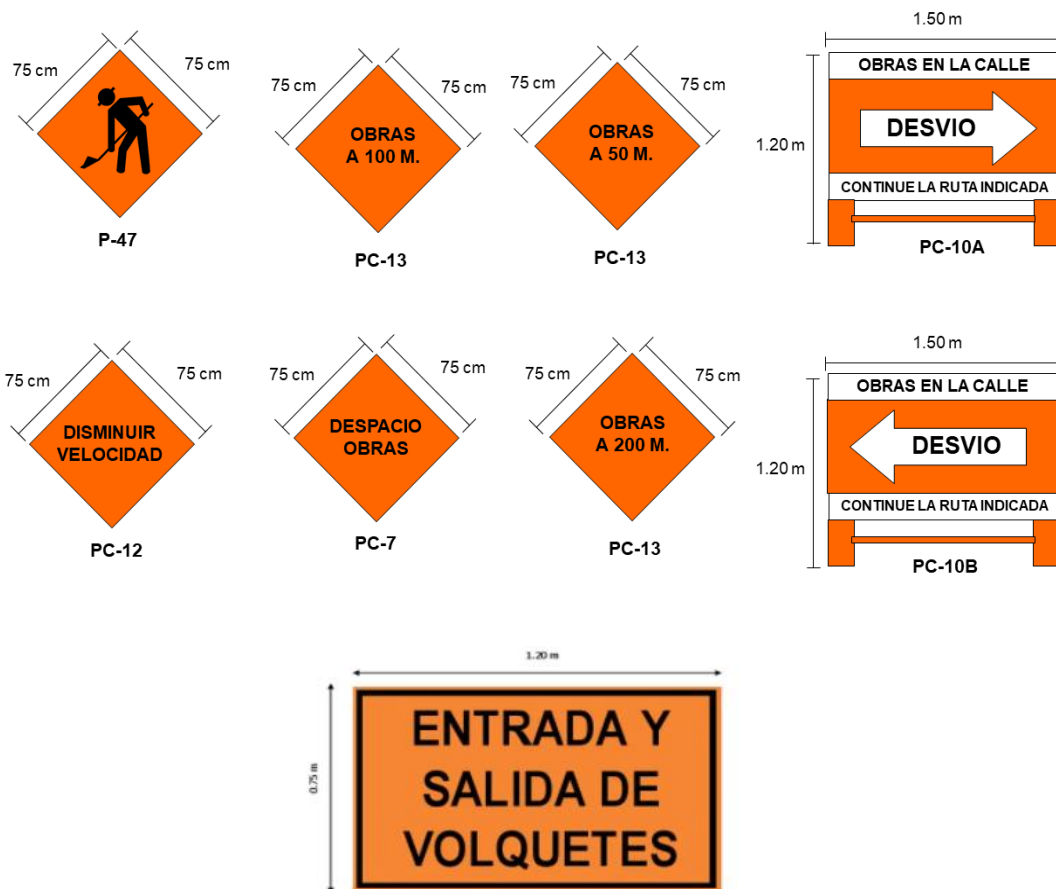 75 cm
75 cm
P-47
75 cm
75 cm
OBRAS
A 100 M.
PC-13
75 cm
75 cm
OBRAS
A 50 M.
PC-13
1.50 m
1.20 m
OBRAS EN LA CALLE
DESVIO
CONTINUE LA RUTA INDICADA
PC-10A
75 cm
75 cm
DISMINUIR
VELOCIDAD
PC-12
75 cm
75 cm
DESPACIO
OBRAS
PC-7
75 cm
75 cm
OBRAS
A 200 M.
PC-13
1.50 m
1.20 m
OBRAS EN LA CALLE
DESVIO
CONTINUE LA RUTA INDICADA
PC-10B
1.20 m
0.75 m
ENTRADA Y
SALIDA DE
VOLQUETES